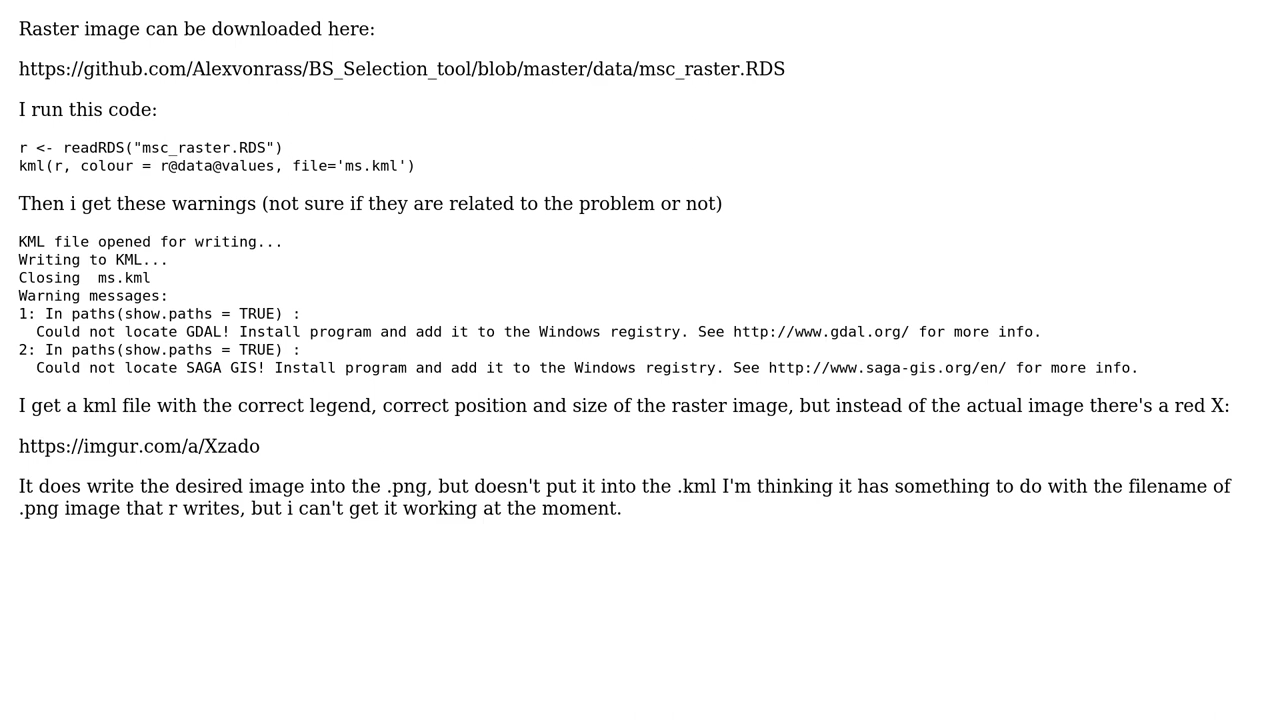 Raster image can be downloaded here:
https://github.com/Alexvonrass/BS_Selection_tool/blob/master/data/msc_raster.RDS
I run this code:
r <- readRDS("msc_raster.RDS")
kml(r, colour = r@data@values, file='ms.kml')
Then i get these warnings (not sure if they are related to the problem or not)
KML file opened for writing...
Writing to KML...
Closing  ms.kml
Warning messages:
1: In paths(show.paths = TRUE) :
  Could not locate GDAL! Install program and add it to the Windows registry. See http://www.gdal.org/ for more info.
2: In paths(show.paths = TRUE) :
  Could not locate SAGA GIS! Install program and add it to the Windows registry. See http://www.saga-gis.org/en/ for more info.
I get a kml file with the correct legend, correct position and size of the raster image, but instead of the actual image there's a red X:
https://imgur.com/a/Xzado
It does write the desired image into the .png, but doesn't put it into the .kml I'm thinking it has something to do with the filename of
.png image that r writes, but i can't get it working at the moment.